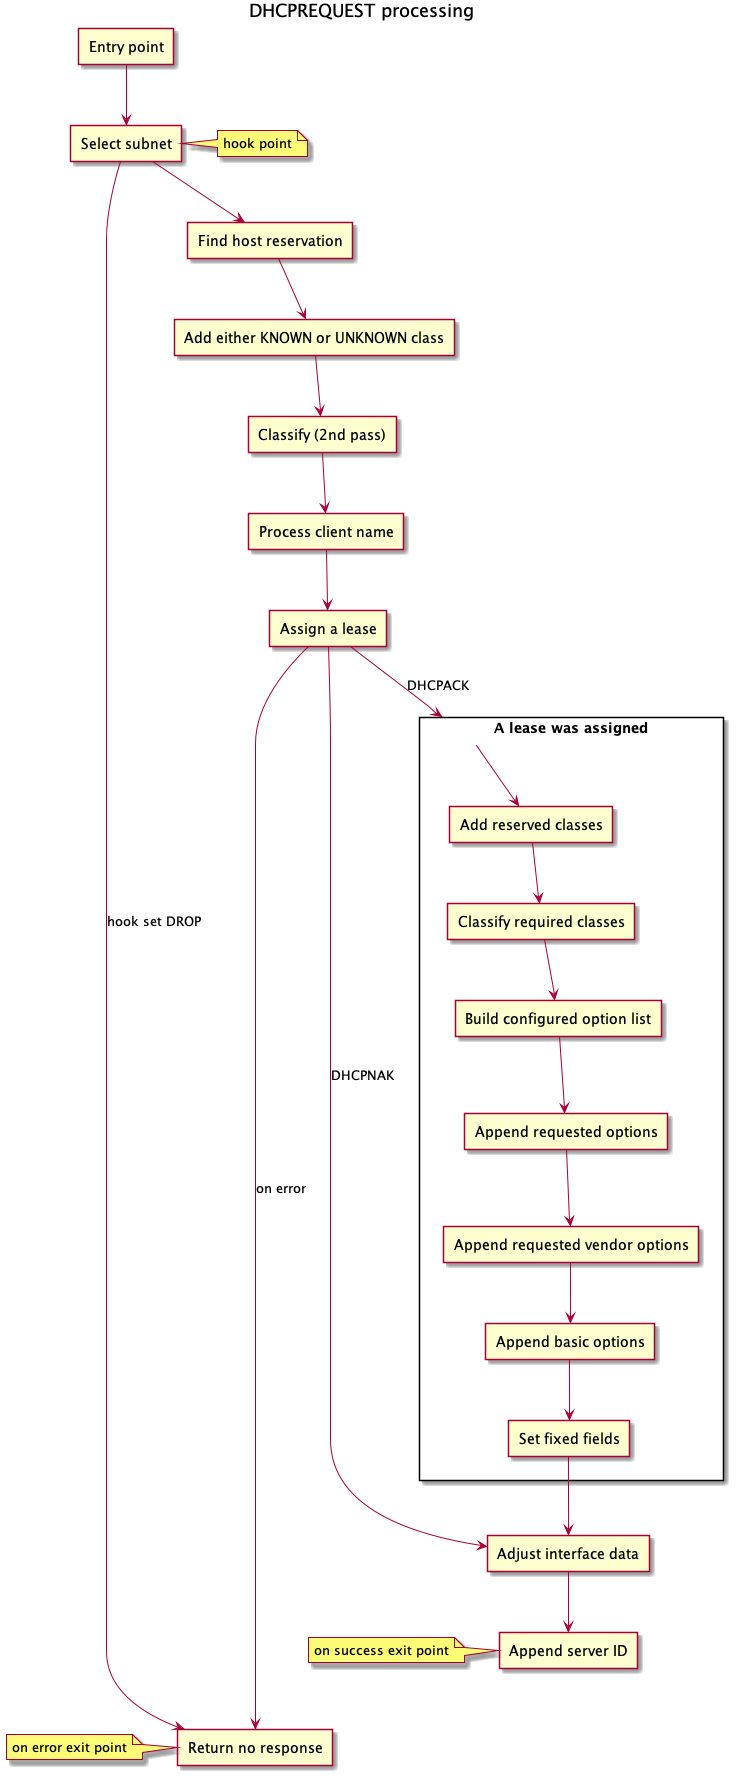 DHCPREQUEST processing
Entry point
Select subnet
hook point
Find host reservation
Add either KNOWN or UNKNOWN class
Classify (2nd pass)
Process client name
Assign a lease
DHCPACK
A lease was assigned
Add reserved classes
hook set DROP
Classify required classes
Build configured option list
DHCPNAK
Append requested options
on error
Append requested vendor options
Append basic options
Set fixed fields
Adjust interface data
on success exit point
Append server ID
on error exit point
Return no response